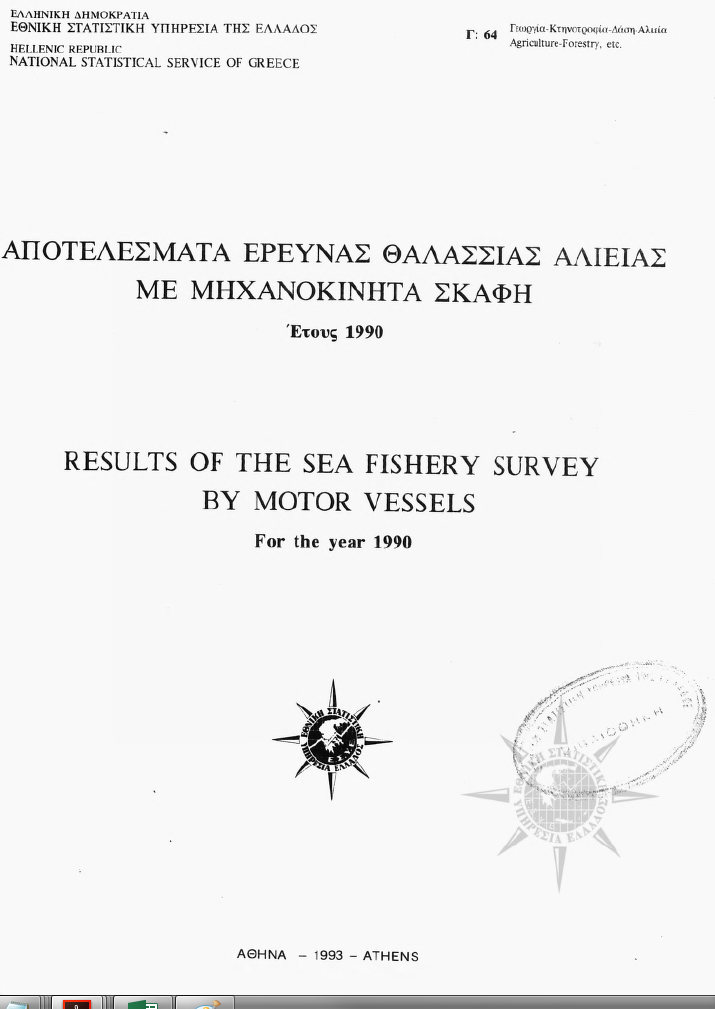 ΕΛΛΗΝΙΚΗ ΔΗΜΟΚΡΑΤΙΑ
ΕΘΝΙΚΗ ΣΤΑΤΙΣΤΙΚΗ ΥΠΗΡΕΣΙΑ ΤΗΣ ΕΛΛΑΔΟΣ
HELLENIC REPUBLIC
NATIONAL STATISTICAL SERVICE OF GREECE
Γ: 64
Γεωργία-Κτηνοτροφία-Δάση-Αλιεία
Agriculture-Forestry, etc.
ΑΠΟΤΕΛΕΣΜΑΤΑ ΕΡΕΥΝΑΣ ΘΑΛΑΣΣΙΑΣ ΑΛΙΕΙΑΣ
ΜΕ ΜΗΧΑΝΟΚΙΝΗΤΑ ΣΚΑΦΗ
Έτους 1990
RESULTS OF THE SEA FISHERY SURVEY
BY MOTOR VESSELS
For the year 1990
ΕΘΝΙΚΗ ΣΤΑΤΙΣΤΙΚΗ
ΥΠΗΡΕΣΙΑ ΕΛΛΑΔΟΣ
Ε.Σ.Υ.Ε.
ΕΘΝΙΚΗ ΣΤΑΤΙΣΤΙΚΗ
ΥΠΗΡΕΣΙΑ ΕΛΛΑΔΟΣ
ΑΘΗΝΑ – 1993 – ATHENS